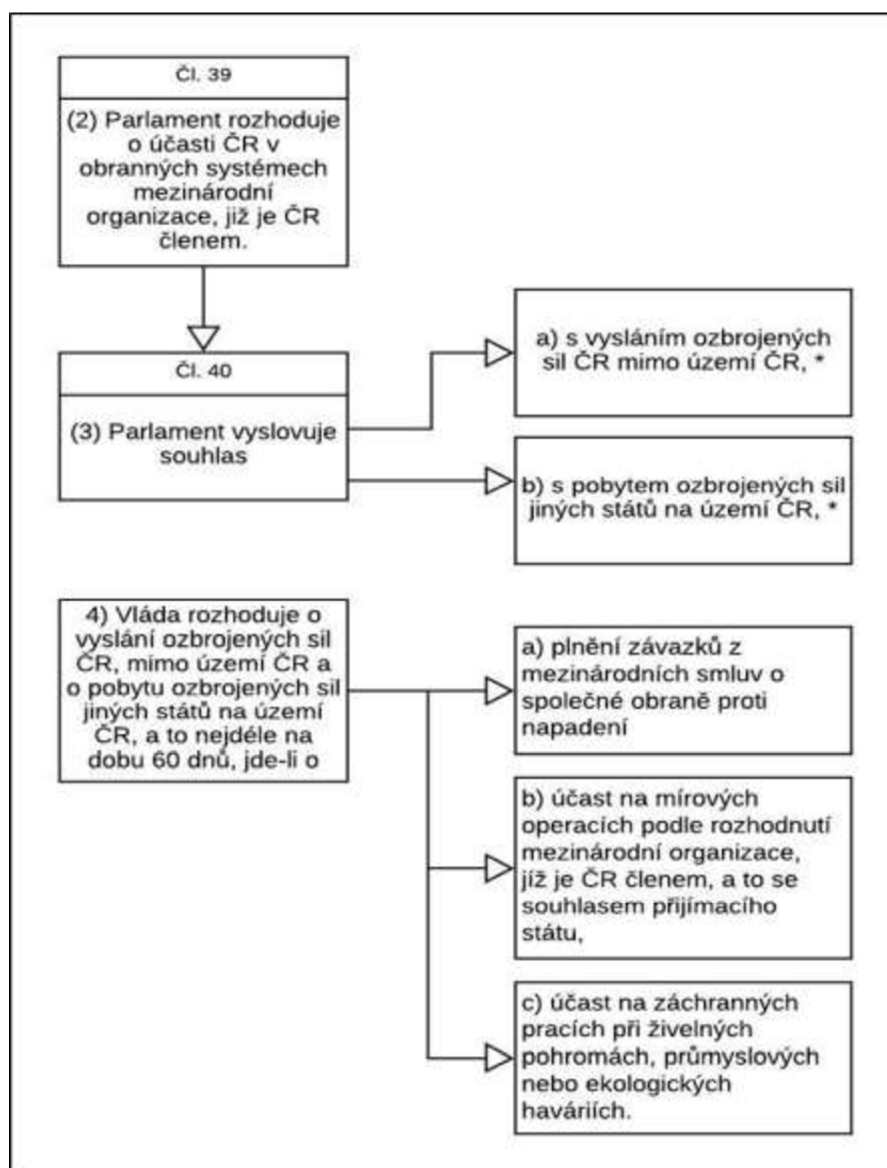 Čl. 39
(2) Parlament rozhoduje
o účasti ČR v
obranných systémech
mezinárodní
organizace, již je ČR
členem.
Čl. 40
(3) Parlament vyslovuje
souhlas
a) s vysláním ozbrojených
sil ČR mimo území ČR, *
b) s pobytem ozbrojených sil
jiných států na území ČR, *
4) Vláda rozhoduje o
vyslání ozbrojených sil
ČR, mimo území ČR a
o pobytu ozbrojených sil
jiných států na území
ČR, a to nejdéle na
dobu 60 dnů, jde-li o
a) plnění závazků z
mezinárodních smluv o
společné obraně proti
napadení
b) účast na mírových
operacích podle rozhodnutí
mezinárodní organizace,
jíž je ČR členem, a to se
souhlasem přijímacího
státu,
c) účast na záchranných
pracích při živelných
pohromách, průmyslových
nebo ekologických
haváriích.